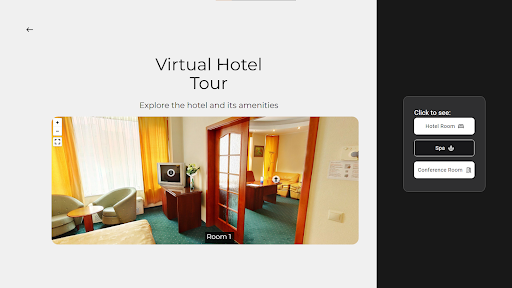 Virtual Hotel
Tour
Explore the hotel and its amenities
Room 1
Click to see:
Hotel Room
Spa
Conference Room